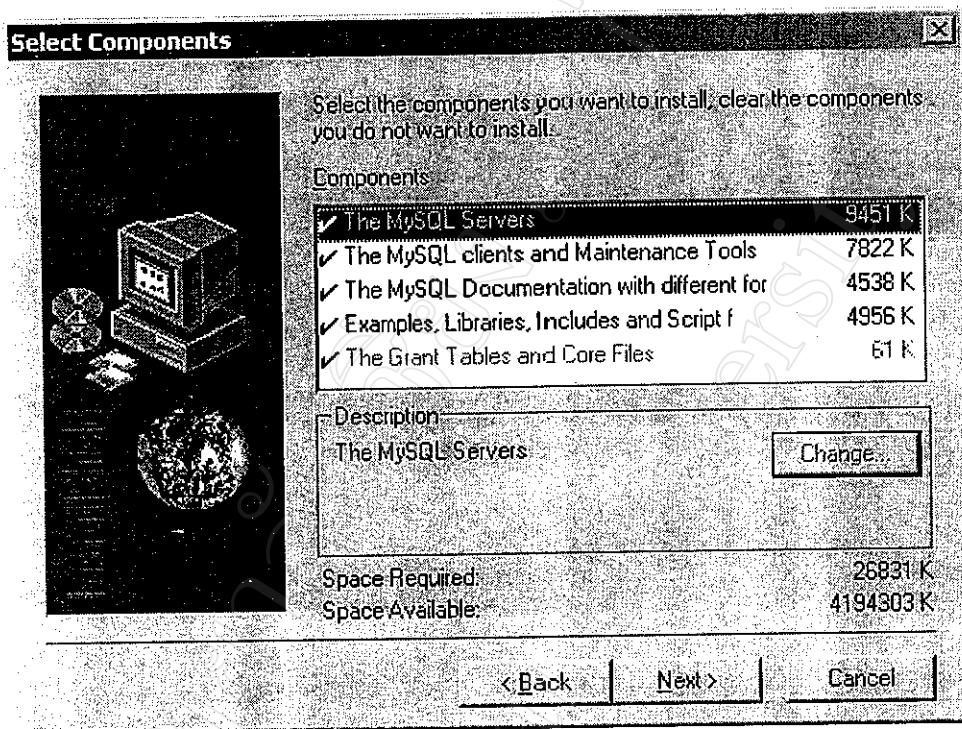 Select Components
Select the components you want to install, clear the components
you do not want to install.
Components
The MySQL Servers 9451 K
The MySQL clients and Maintenance Tools 7822 K
The MySQL Documentation with different for 4538 K
Examples, Libraries, Includes and Script f 4956 K
The Grant Tables and Core Files 61 K
Description
The MySQL Servers
Change...
Space Required: 26831 K
Space Available: 4194303 K
< Back
Next >
Cancel